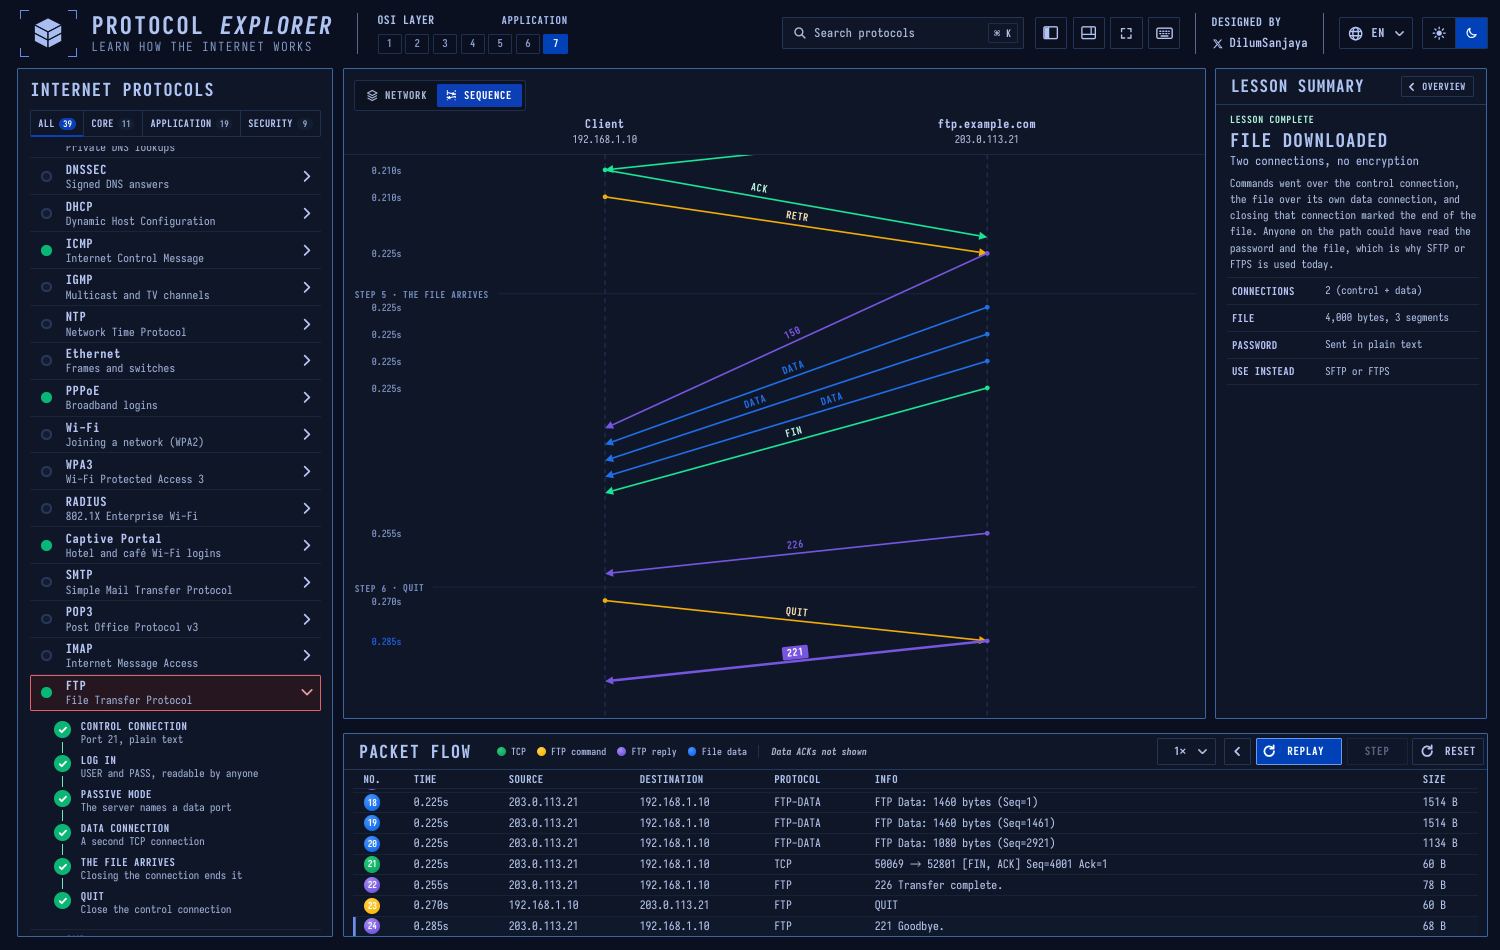 PROTOCOL EXPLORER
LEARN HOW THE INTERNET WORKS
OSI LAYER APPLICATION
1 2 3 4 5 6 7
Search protocols ⌘ K
DESIGNED BY
DilumSanjaya
EN
INTERNET PROTOCOLS
ALL 39 CORE 11 APPLICATION 19 SECURITY 9
Private DNS lookups
DNSSEC
Signed DNS answers
DHCP
Dynamic Host Configuration
ICMP
Internet Control Message
IGMP
Multicast and TV channels
NTP
Network Time Protocol
Ethernet
Frames and switches
PPPoE
Broadband logins
Wi-Fi
Joining a network (WPA2)
WPA3
Wi-Fi Protected Access 3
RADIUS
802.1X Enterprise Wi-Fi
Captive Portal
Hotel and café Wi-Fi logins
SMTP
Simple Mail Transfer Protocol
POP3
Post Office Protocol v3
IMAP
Internet Message Access
FTP
File Transfer Protocol
CONTROL CONNECTION
Port 21, plain text
LOG IN
USER and PASS, readable by anyone
PASSIVE MODE
The server names a data port
DATA CONNECTION
A second TCP connection
THE FILE ARRIVES
Closing the connection ends it
QUIT
Close the control connection
NETWORK SEQUENCE
Client
192.168.1.10
ftp.example.com
203.0.113.21
0.210s
ACK
0.210s
RETR
0.225s
STEP 5 · THE FILE ARRIVES
0.225s
150
0.225s
0.225s
DATA
0.225s
DATA
DATA
FIN
0.255s
226
STEP 6 · QUIT
0.270s
QUIT
0.285s
221
LESSON SUMMARY
OVERVIEW
LESSON COMPLETE
FILE DOWNLOADED
Two connections, no encryption
Commands went over the control connection,
the file over its own data connection, and
closing that connection marked the end of the
file. Anyone on the path could have read the
password and the file, which is why SFTP or
FTPS is used today.
CONNECTIONS 2 (control + data)
FILE 4,000 bytes, 3 segments
PASSWORD Sent in plain text
USE INSTEAD SFTP or FTPS
PACKET FLOW
TCP FTP command FTP reply File data Data ACKs not shown
1× REPLAY STEP RESET
NO. TIME SOURCE DESTINATION PROTOCOL INFO SIZE
18 0.225s 203.0.113.21 192.168.1.10 FTP-DATA FTP Data: 1460 bytes (Seq=1) 1514 B
19 0.225s 203.0.113.21 192.168.1.10 FTP-DATA FTP Data: 1460 bytes (Seq=1461) 1514 B
20 0.225s 203.0.113.21 192.168.1.10 FTP-DATA FTP Data: 1080 bytes (Seq=2921) 1134 B
21 0.225s 203.0.113.21 192.168.1.10 TCP 50069 → 52801 [FIN, ACK] Seq=4001 Ack=1 60 B
22 0.255s 203.0.113.21 192.168.1.10 FTP 226 Transfer complete. 78 B
23 0.270s 192.168.1.10 203.0.113.21 FTP QUIT 60 B
24 0.285s 203.0.113.21 192.168.1.10 FTP 221 Goodbye. 68 B